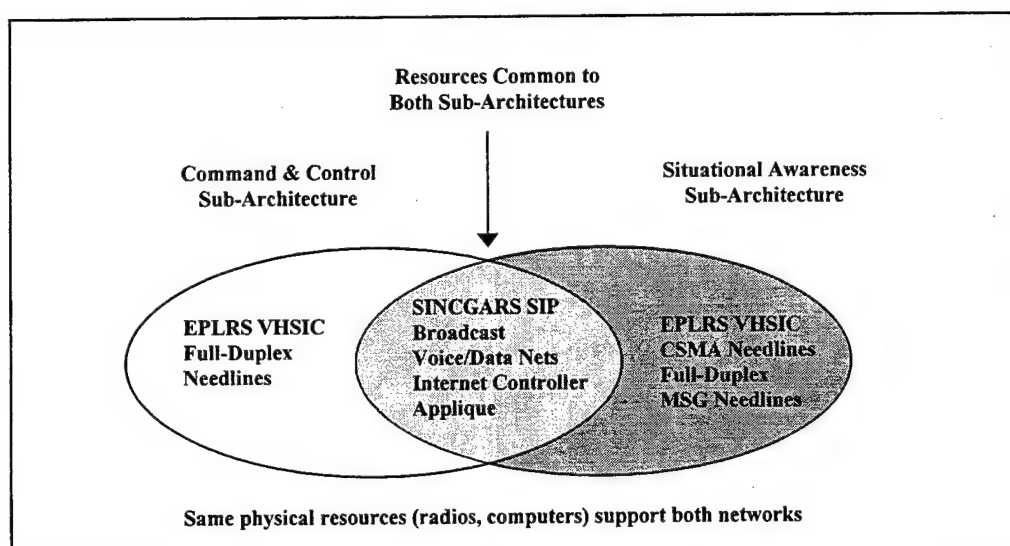 Resources Common to
Both Sub-Architectures
Command & Control
Sub-Architecture
Situational Awareness
Sub-Architecture
EPLRS VHSIC
Full-Duplex
Needlines
SINCGARS SIP
Broadcast
Voice/Data Nets
Internet Controller
Applique
EPLRS VHSIC
CSMA Needlines
Full-Duplex
MSG Needlines
Same physical resources (radios, computers) support both networks